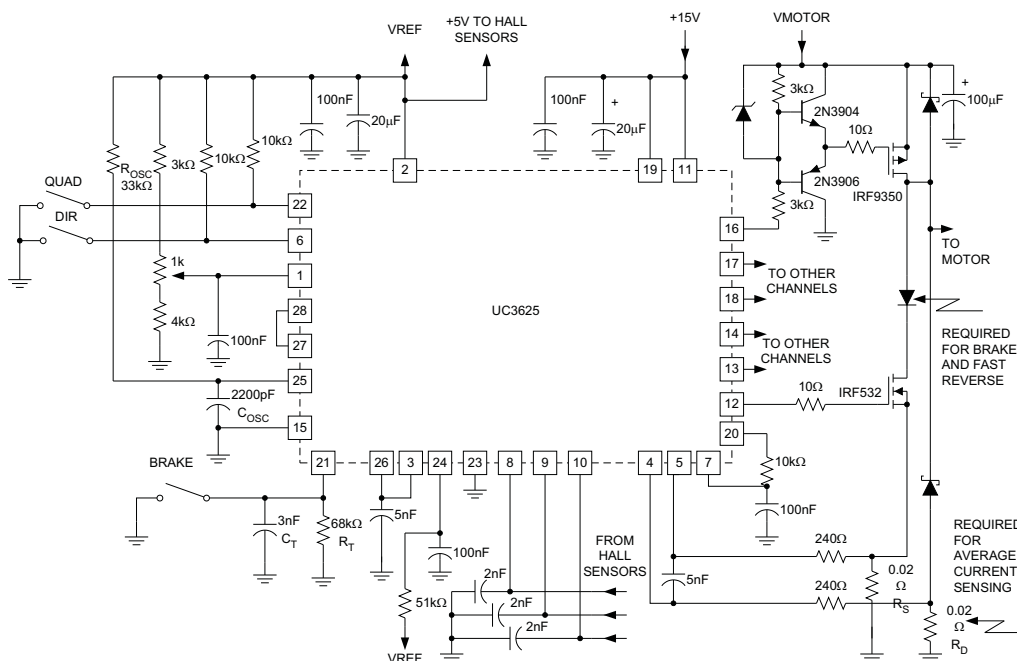 +5V TO HALL
SENSORS
VREF
+15V
VMOTOR
100nF
20µF
100nF
+
20µF
3kΩ
2N3904
+
100µF
10kΩ
10kΩ
3kΩ
ROSC
33kΩ
10Ω
2N3906
3kΩ
IRF9350
QUAD
DIR
2
19
11
22
6
1
28
27
25
15
16
17
18
14
13
12
20
TO OTHER
CHANNELS
TO OTHER
CHANNELS
TO
MOTOR
UC3625
1k
4kΩ
100nF
2200pF
COSC
REQUIRED
FOR BRAKE
AND FAST
REVERSE
10Ω
IRF532
BRAKE
21
26
3
24
23
8
9
10
4
5
7
10kΩ
100nF
3nF
CT
68kΩ
RT
5nF
100nF
51kΩ
VREF
2nF
2nF
2nF
FROM
HALL
SENSORS
5nF
240Ω
240Ω
0.02
Ω
RS
REQUIRED
FOR
AVERAGE
CURRENT
SENSING
0.02
Ω
RD